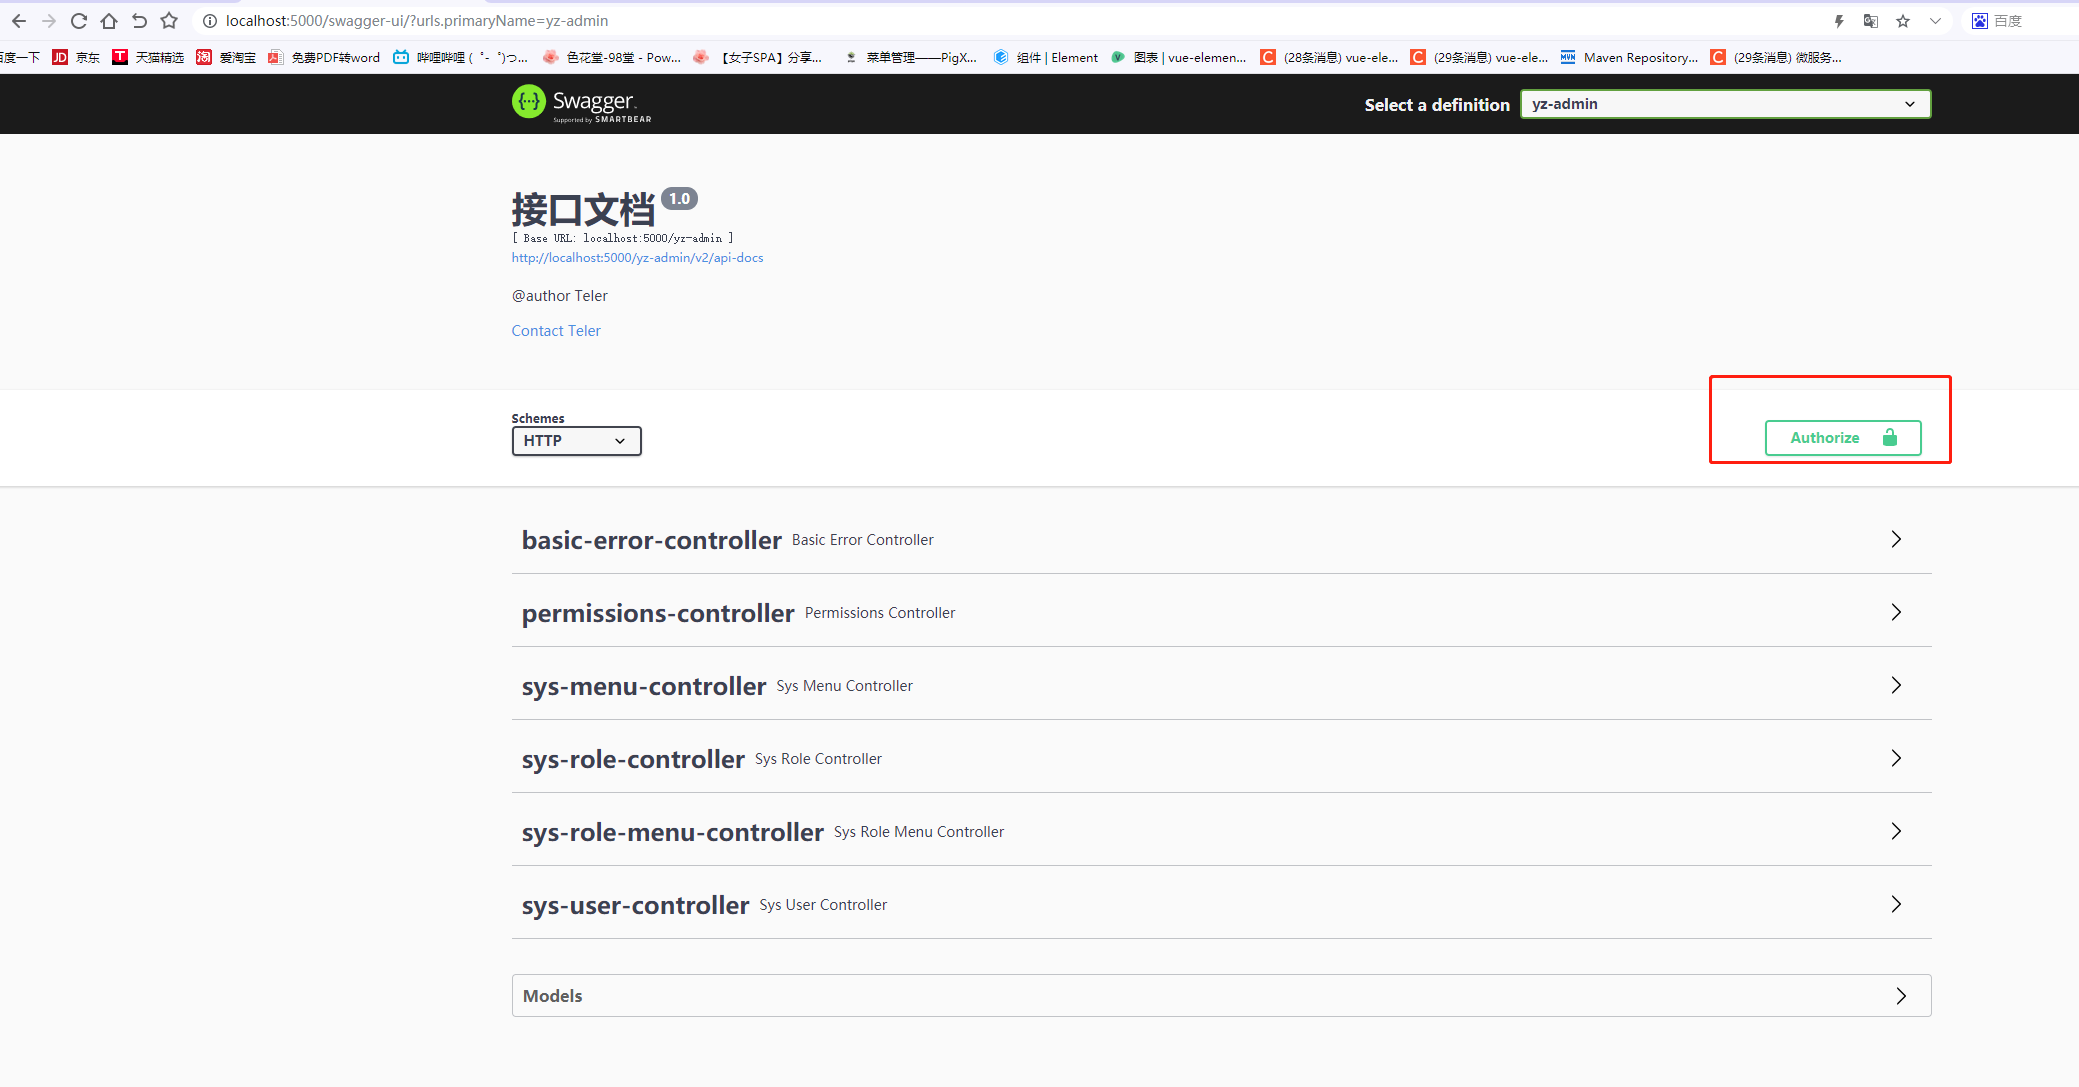 localhost:5000/swagger-ui/?urls.primaryName=yz-admin 百度
百度一下 京东 天猫精选 爱淘宝 免费PDF转word 哔哩哔哩 ( ゜- ゜)つ... 色花堂-98堂 - Pow... 【女子SPA】分享... 菜单管理——PigX... 组件 | Element 图表 | vue-elemen... (28条消息) vue-ele... (29条消息) vue-ele... Maven Repository... (29条消息) 微服务...
Swagger
Supported by SMARTBEAR
Select a definition yz-admin
接口文档 1.0
[ Base URL: localhost:5000/yz-admin ]
http://localhost:5000/yz-admin/v2/api-docs
@author Teler
Contact Teler
Schemes
HTTP
Authorize
basic-error-controller Basic Error Controller
permissions-controller Permissions Controller
sys-menu-controller Sys Menu Controller
sys-role-controller Sys Role Controller
sys-role-menu-controller Sys Role Menu Controller
sys-user-controller Sys User Controller
Models